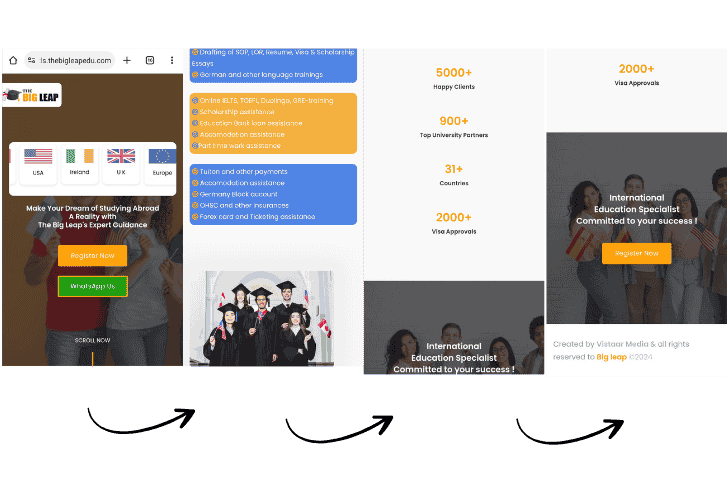 ls.thebigleapedu.com
THE
BIG LEAP
USA
Ireland
U K
Europe
Make Your Dream of Studying Abroad
A Reality with
The Big Leap's Expert Guidance
Register Now
WhatsApp Us
SCROLL NOW
Drafting of SOP, LOR, Resume, Visa & Scholarship
Essays
German and other language trainings
Online IELTS, TOEFL, Duolingo, GRE-training
Scholarship assistance
Education Bank loan assistance
Accomodation assistance
Part time work assistance
Tuiton and other payments
Accomodation assistance
Germany Block account
OHSC and other insurances
Forex card and Ticketing assistance
5000+
Happy Clients
900+
Top University Partners
31+
Countries
2000+
Visa Approvals
International
Education Specialist
Committed to your success !
2000+
Visa Approvals
International
Education Specialist
Committed to your success !
Register Now
Created by Vistaar Media & all rights
reserved to Big leap ©2024.